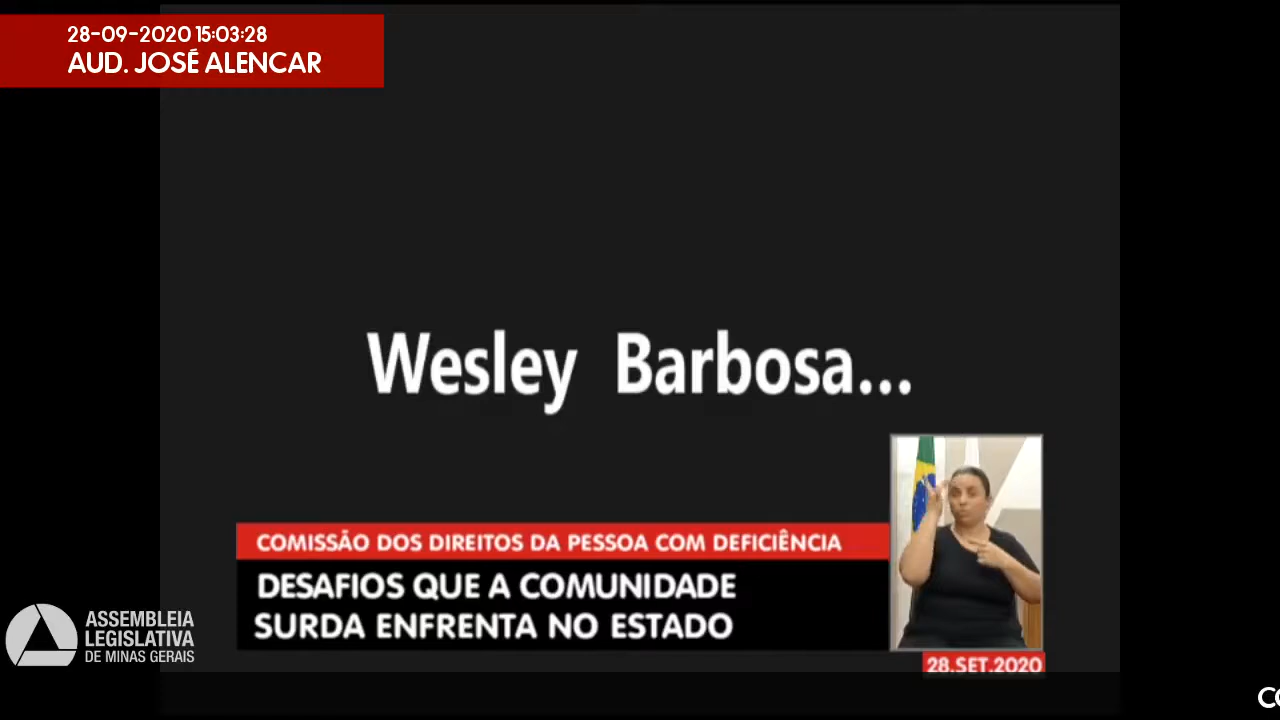 28-09-2020 15:03:28
AUD. JOSÉ ALENCAR
Wesley Barbosa...
COMISSÃO DOS DIREITOS DA PESSOA COM DEFICIÊNCIA
DESAFIOS QUE A COMUNIDADE
SURDA ENFRENTA NO ESTADO
ASSEMBLEIA
LEGISLATIVA
DE MINAS GERAIS
28.SET.2020